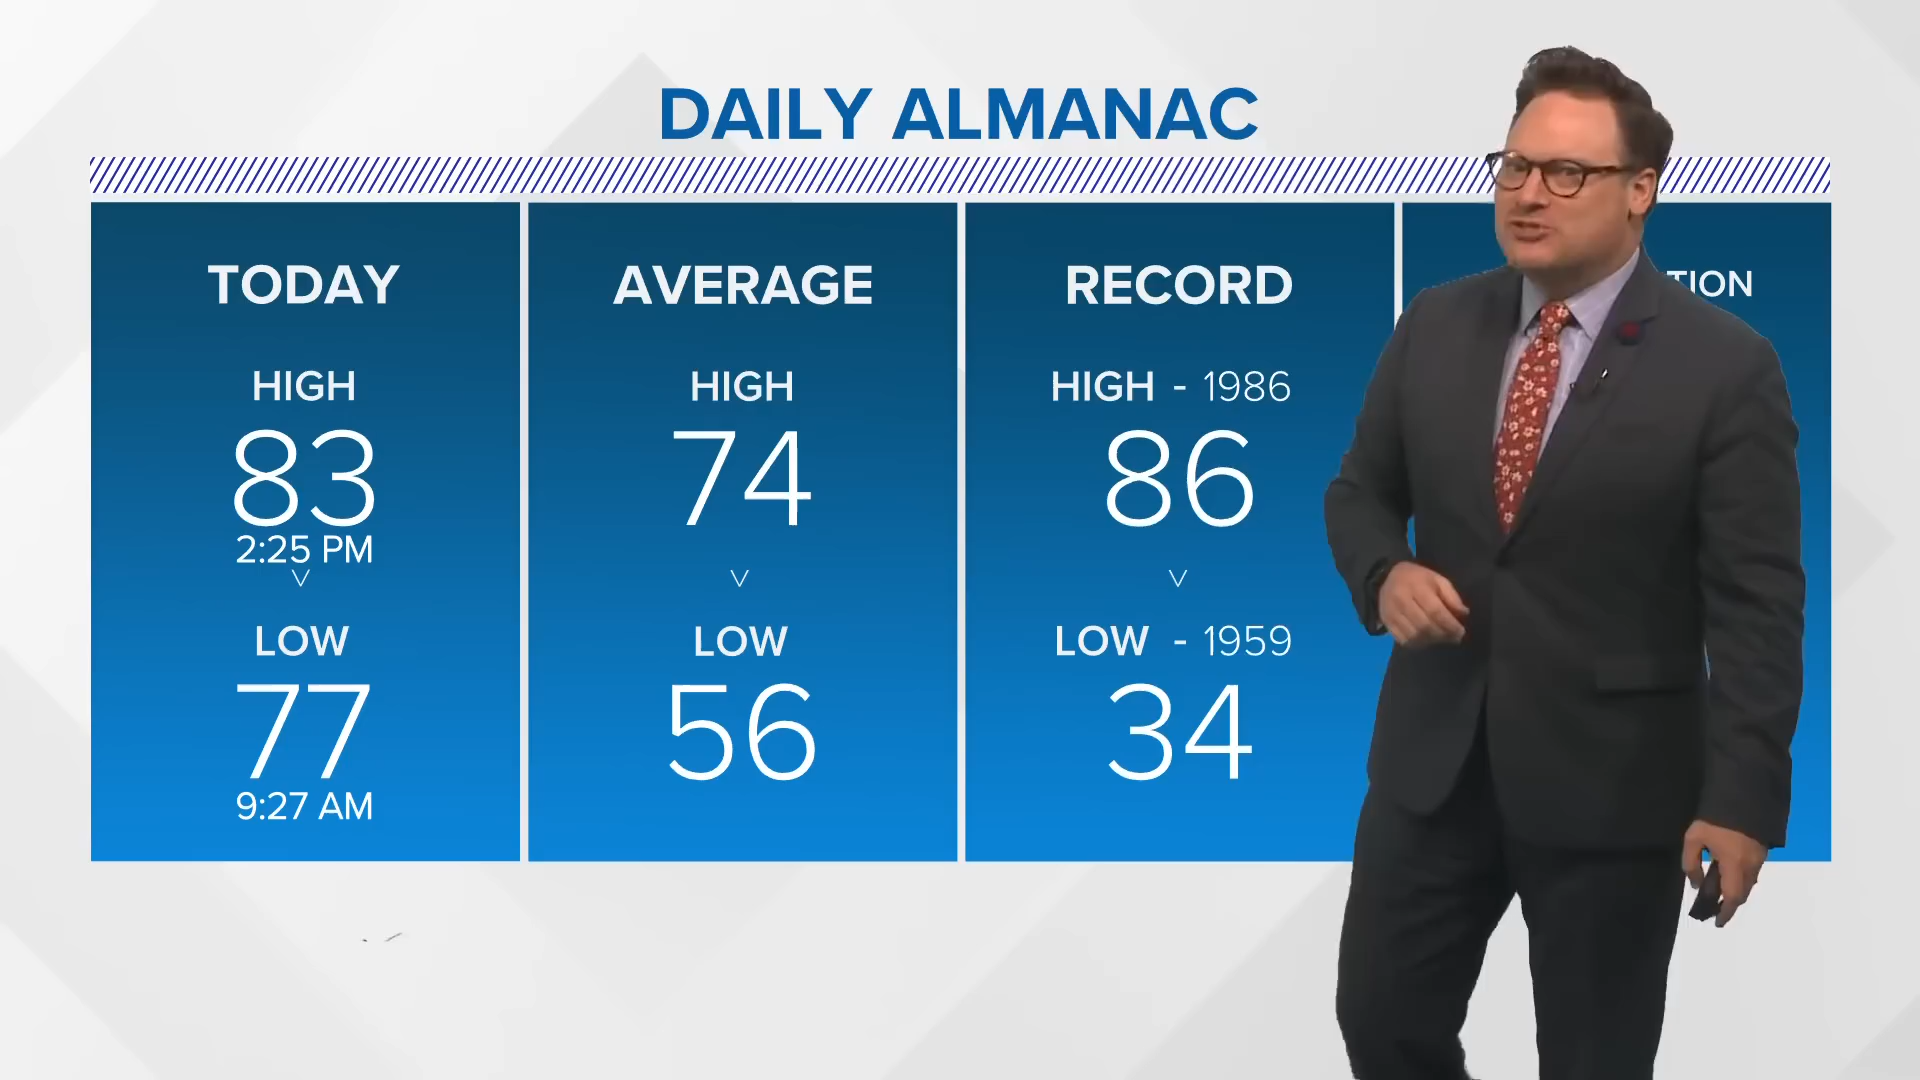 DAILY ALMANAC
TODAY
HIGH
83
2:25 PM
LOW
77
9:27 AM
AVERAGE
HIGH
74
LOW
56
RECORD
HIGH - 1986
86
LOW - 1959
34
TION